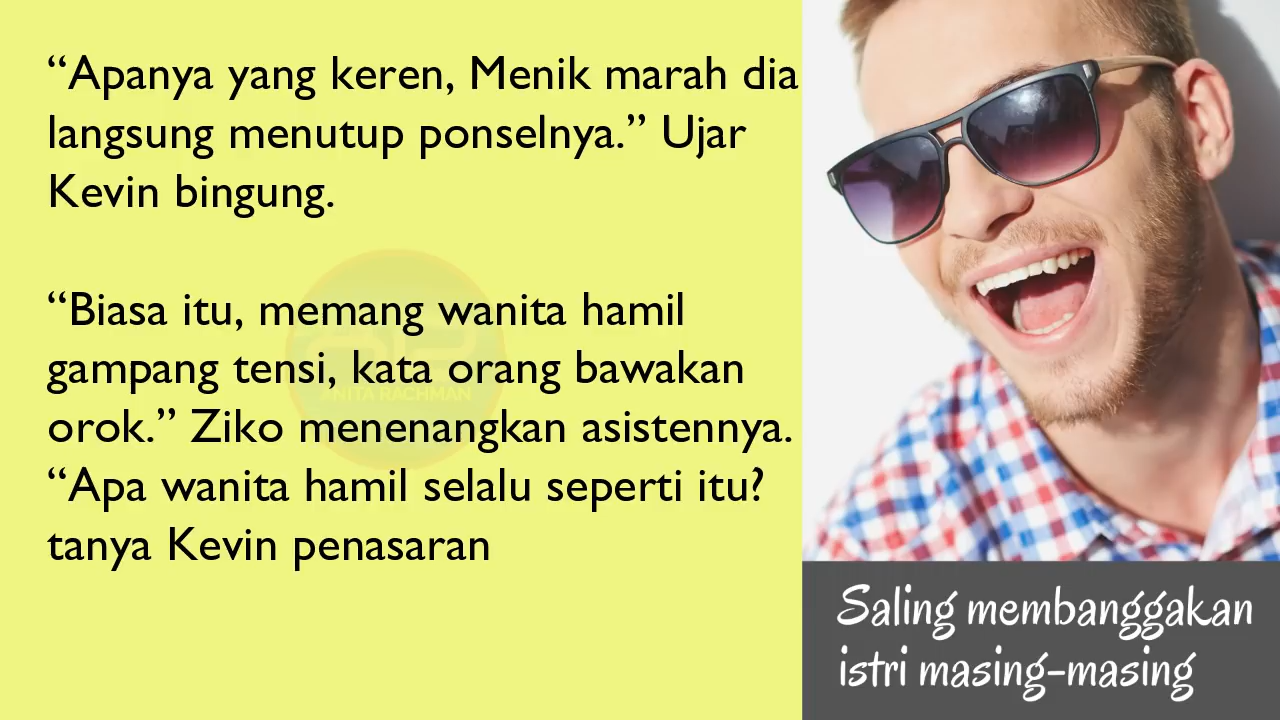 “Apanya yang keren, Menik marah dia
langsung menutup ponselnya.” Ujar
Kevin bingung.
“Biasa itu, memang wanita hamil
gampang tensi, kata orang bawakan
orok.” Ziko menenangkan asistennya.
“Apa wanita hamil selalu seperti itu?
tanya Kevin penasaran
ANITA RACHMAN
Saling membanggakan
istri masing-masing